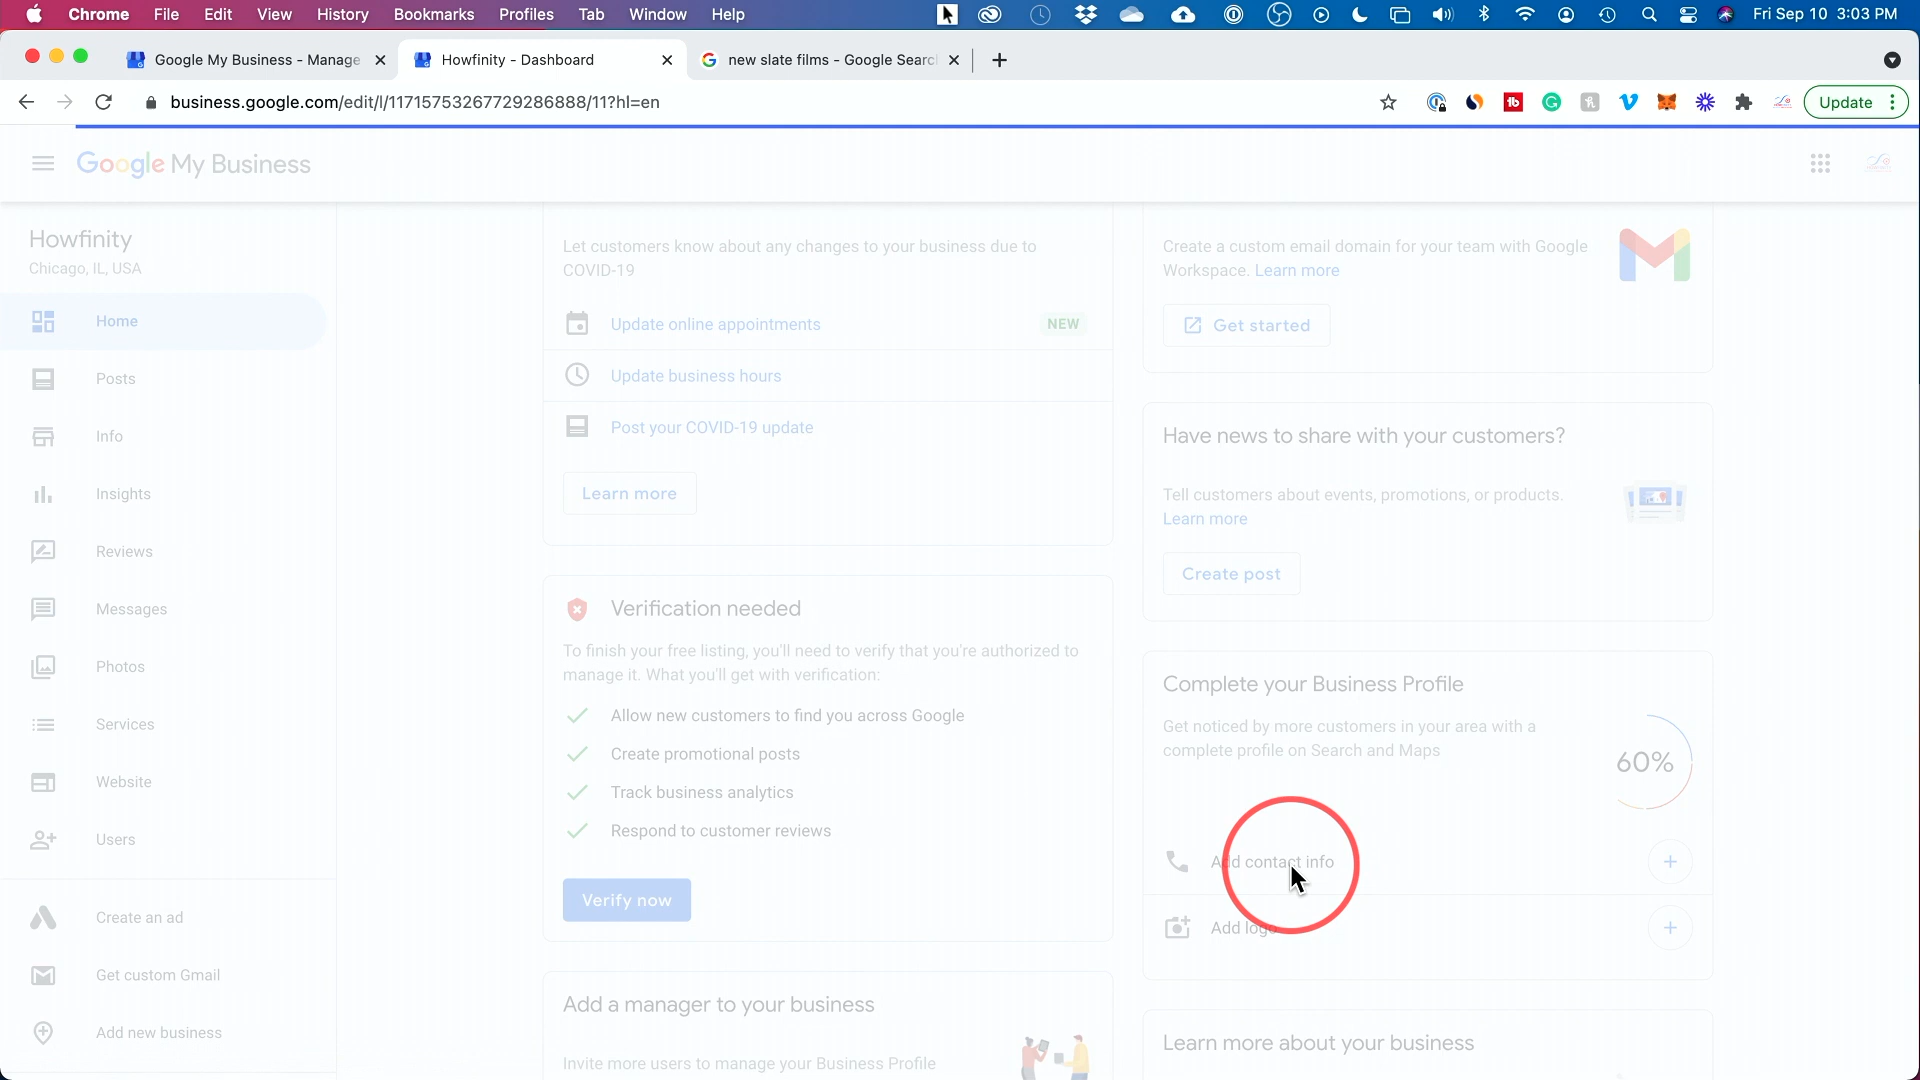 Chrome File Edit View History Bookmarks Profiles Tab Window Help Fri Sep 10 3:03 PM
Google My Business - Manage
Howfinity - Dashboard
new slate films - Google Searc
business.google.com/edit/l/11715753267729286888/11?hl=en
Update
Google My Business
Howfinity
Chicago, IL, USA
Home
Posts
Info
Insights
Reviews
Messages
Photos
Services
Website
Users
Create an ad
Get custom Gmail
Add new business
Let customers know about any changes to your business due to
COVID-19
Update online appointments NEW
Update business hours
Post your COVID-19 update
Learn more
Verification needed
To finish your free listing, you'll need to verify that you're authorized to
manage it. What you'll get with verification:
Allow new customers to find you across Google
Create promotional posts
Track business analytics
Respond to customer reviews
Verify now
Add a manager to your business
Invite more users to manage your Business Profile
Create a custom email domain for your team with Google
Workspace. Learn more
Get started
Have news to share with your customers?
Tell customers about events, promotions, or products.
Learn more
Create post
Complete your Business Profile
Get noticed by more customers in your area with a
complete profile on Search and Maps
60%
Add contact info
Add logo
Learn more about your business